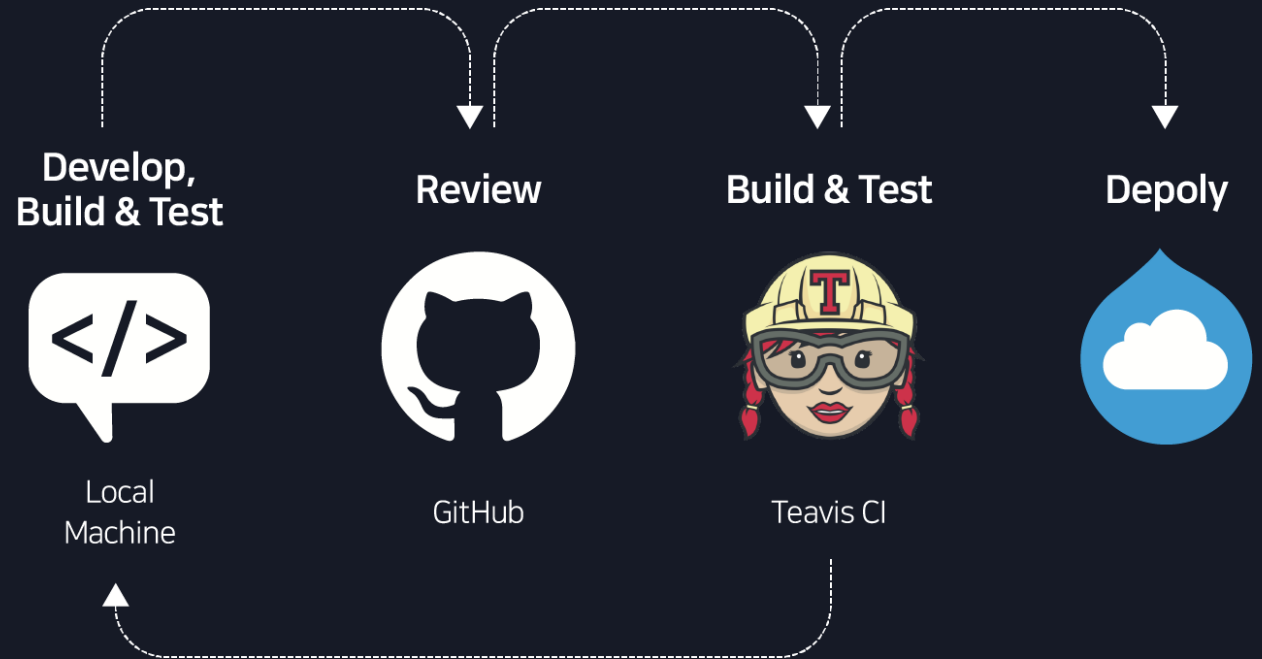 Develop,
Build & Test
Review
Build & Test
Depoly
</>
T
Local
Machine
GitHub
Teavis CI